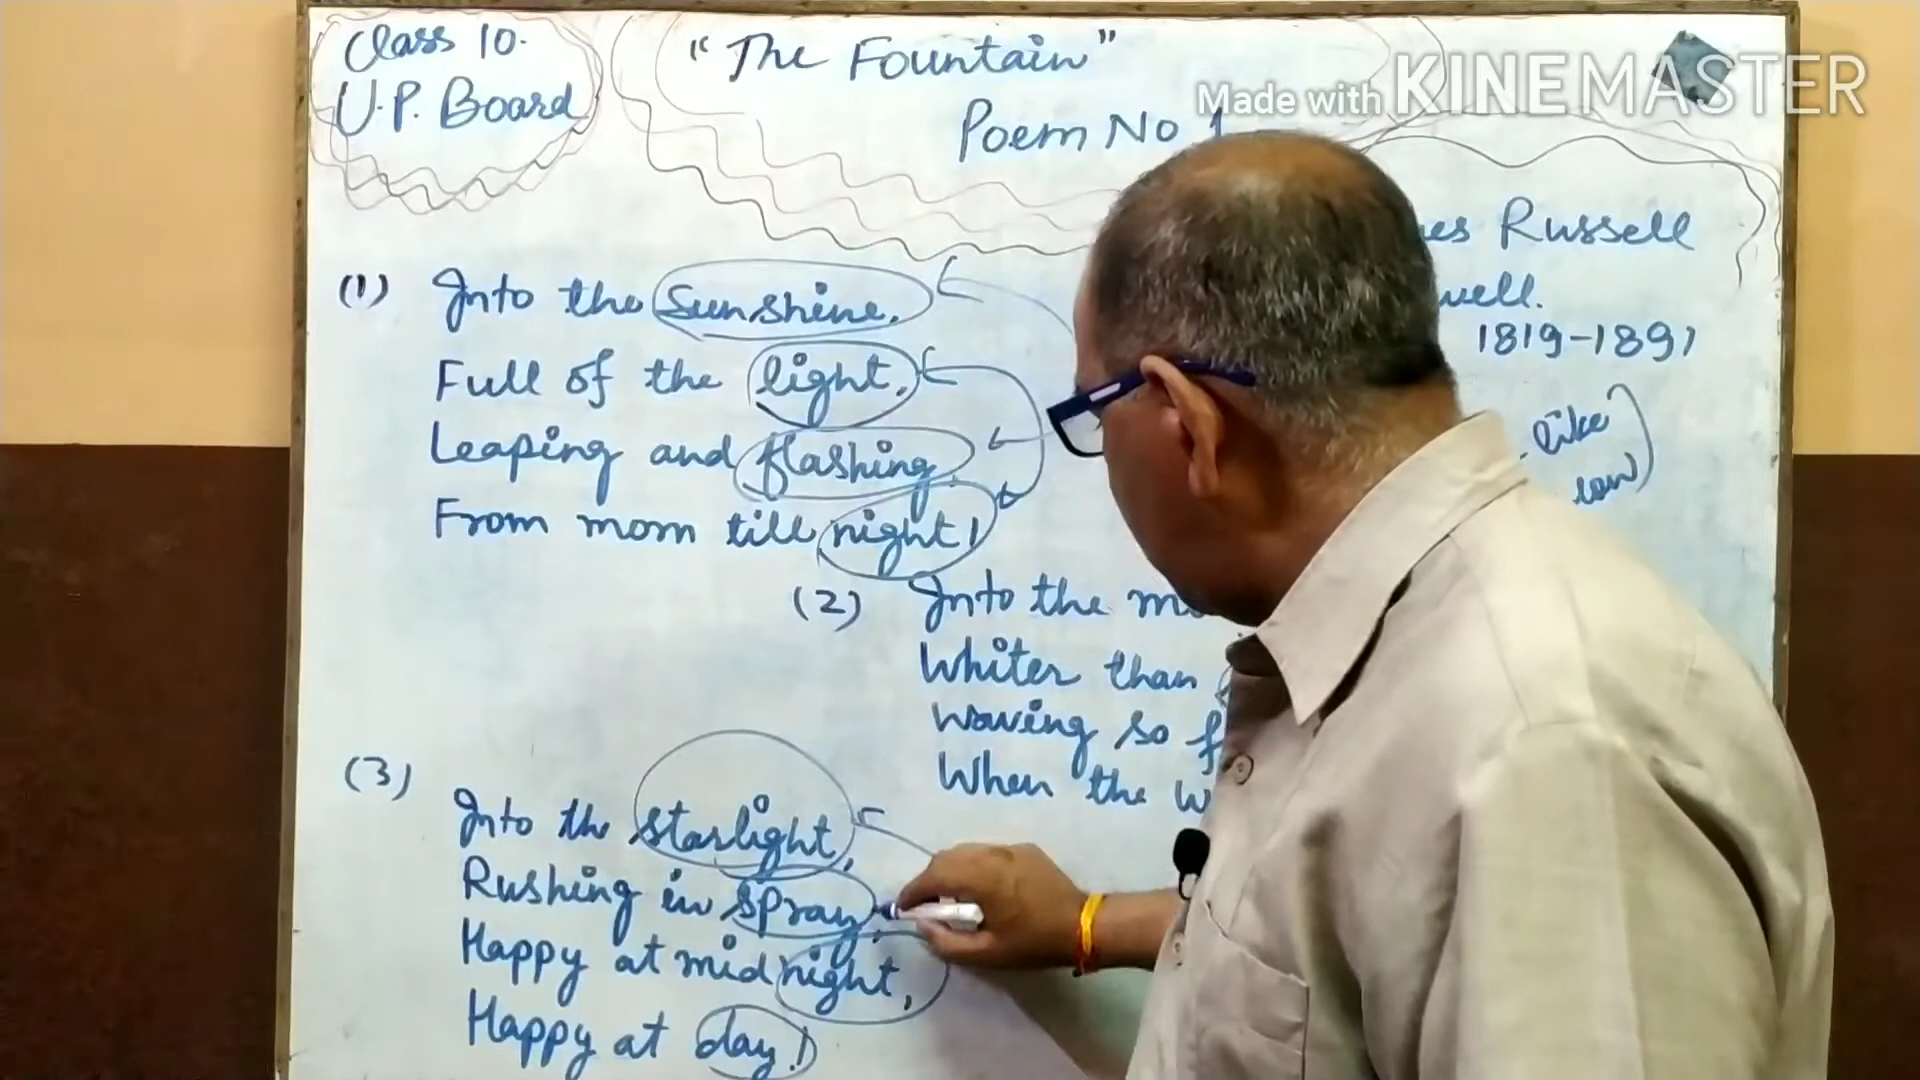 Class 10.
U.P. Board
"The Fountain"
Poem No 1
Made with KINEMASTER
Russell
1819-1891
(1) Into the Sunshine.
Full of the light,
Leaping and flashing
From morn till night!
like
(2) Into the
Whiter than
Waving so
When the
(3)
Into the starlight,
Rushing in spray,
Happy at midnight,
Happy at day!